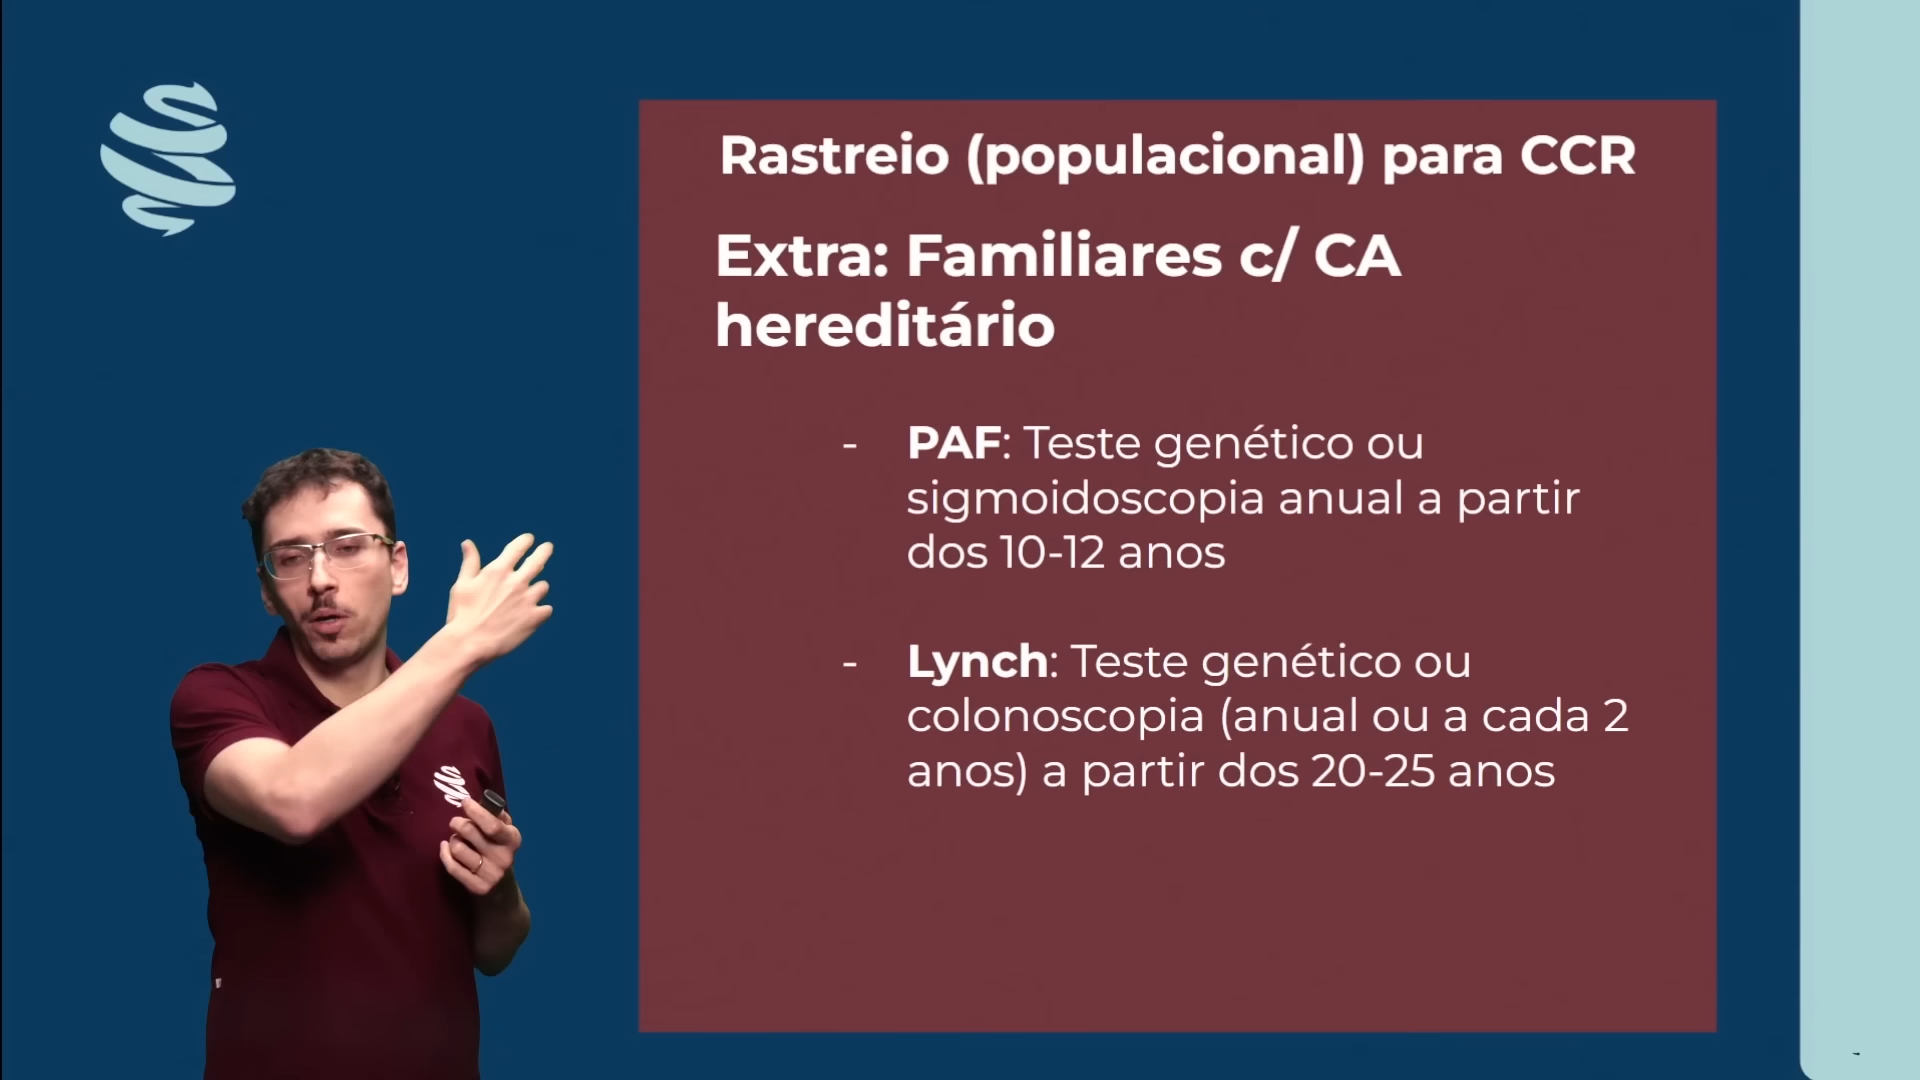 Rastreio (populacional) para CCR
Extra: Familiares c/ CA
hereditário
- PAF: Teste genético ou
sigmoidoscopia anual a partir
dos 10-12 anos
- Lynch: Teste genético ou
colonoscopia (anual ou a cada 2
anos) a partir dos 20-25 anos